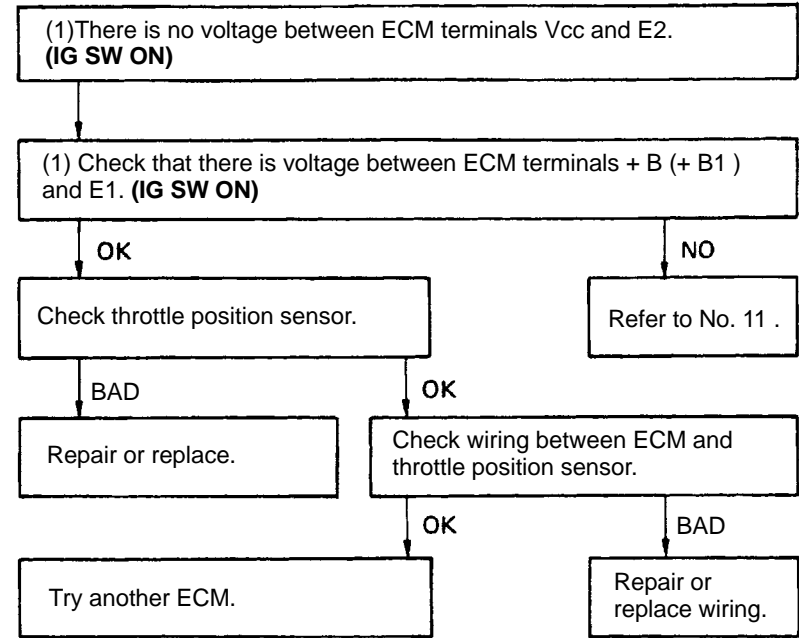 (1)There is no voltage between ECM terminals Vcc and E2.
(IG SW ON)
(1) Check that there is voltage between ECM terminals + B (+ B1 )
and E1. (IG SW ON)
OK
NO
Check throttle position sensor.
Refer to No. 11 .
BAD
OK
Repair or replace.
Check wiring between ECM and
throttle position sensor.
OK
BAD
Try another ECM.
Repair or
replace wiring.